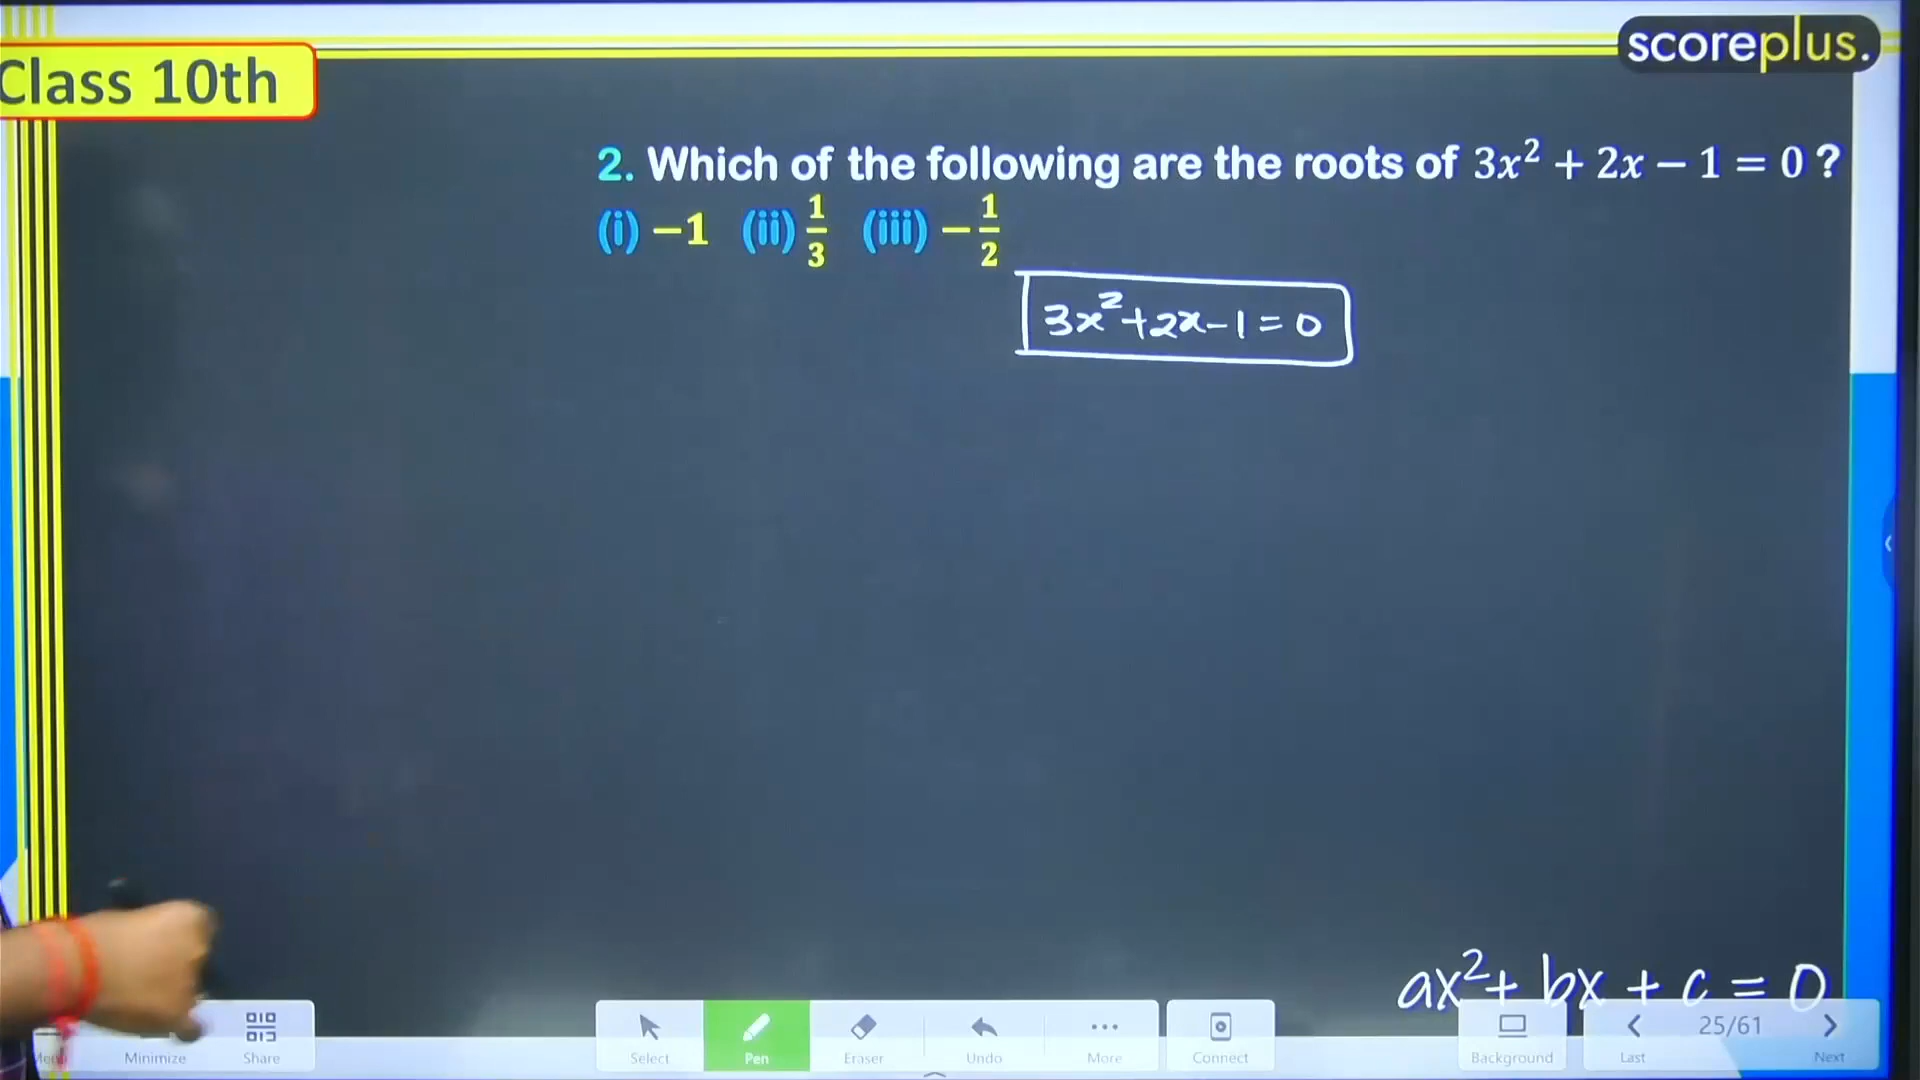 scoreplus.
Class 10th
2. Which of the following are the roots of 3x² + 2x − 1 = 0 ?
(i) −1 (ii) 1/3 (iii) −1/2
3x²+2x-1=0
ax²+ bx + c = 0
Menu Minimize Share Select Pen Eraser Undo More Connect Background Last 25/61 Next